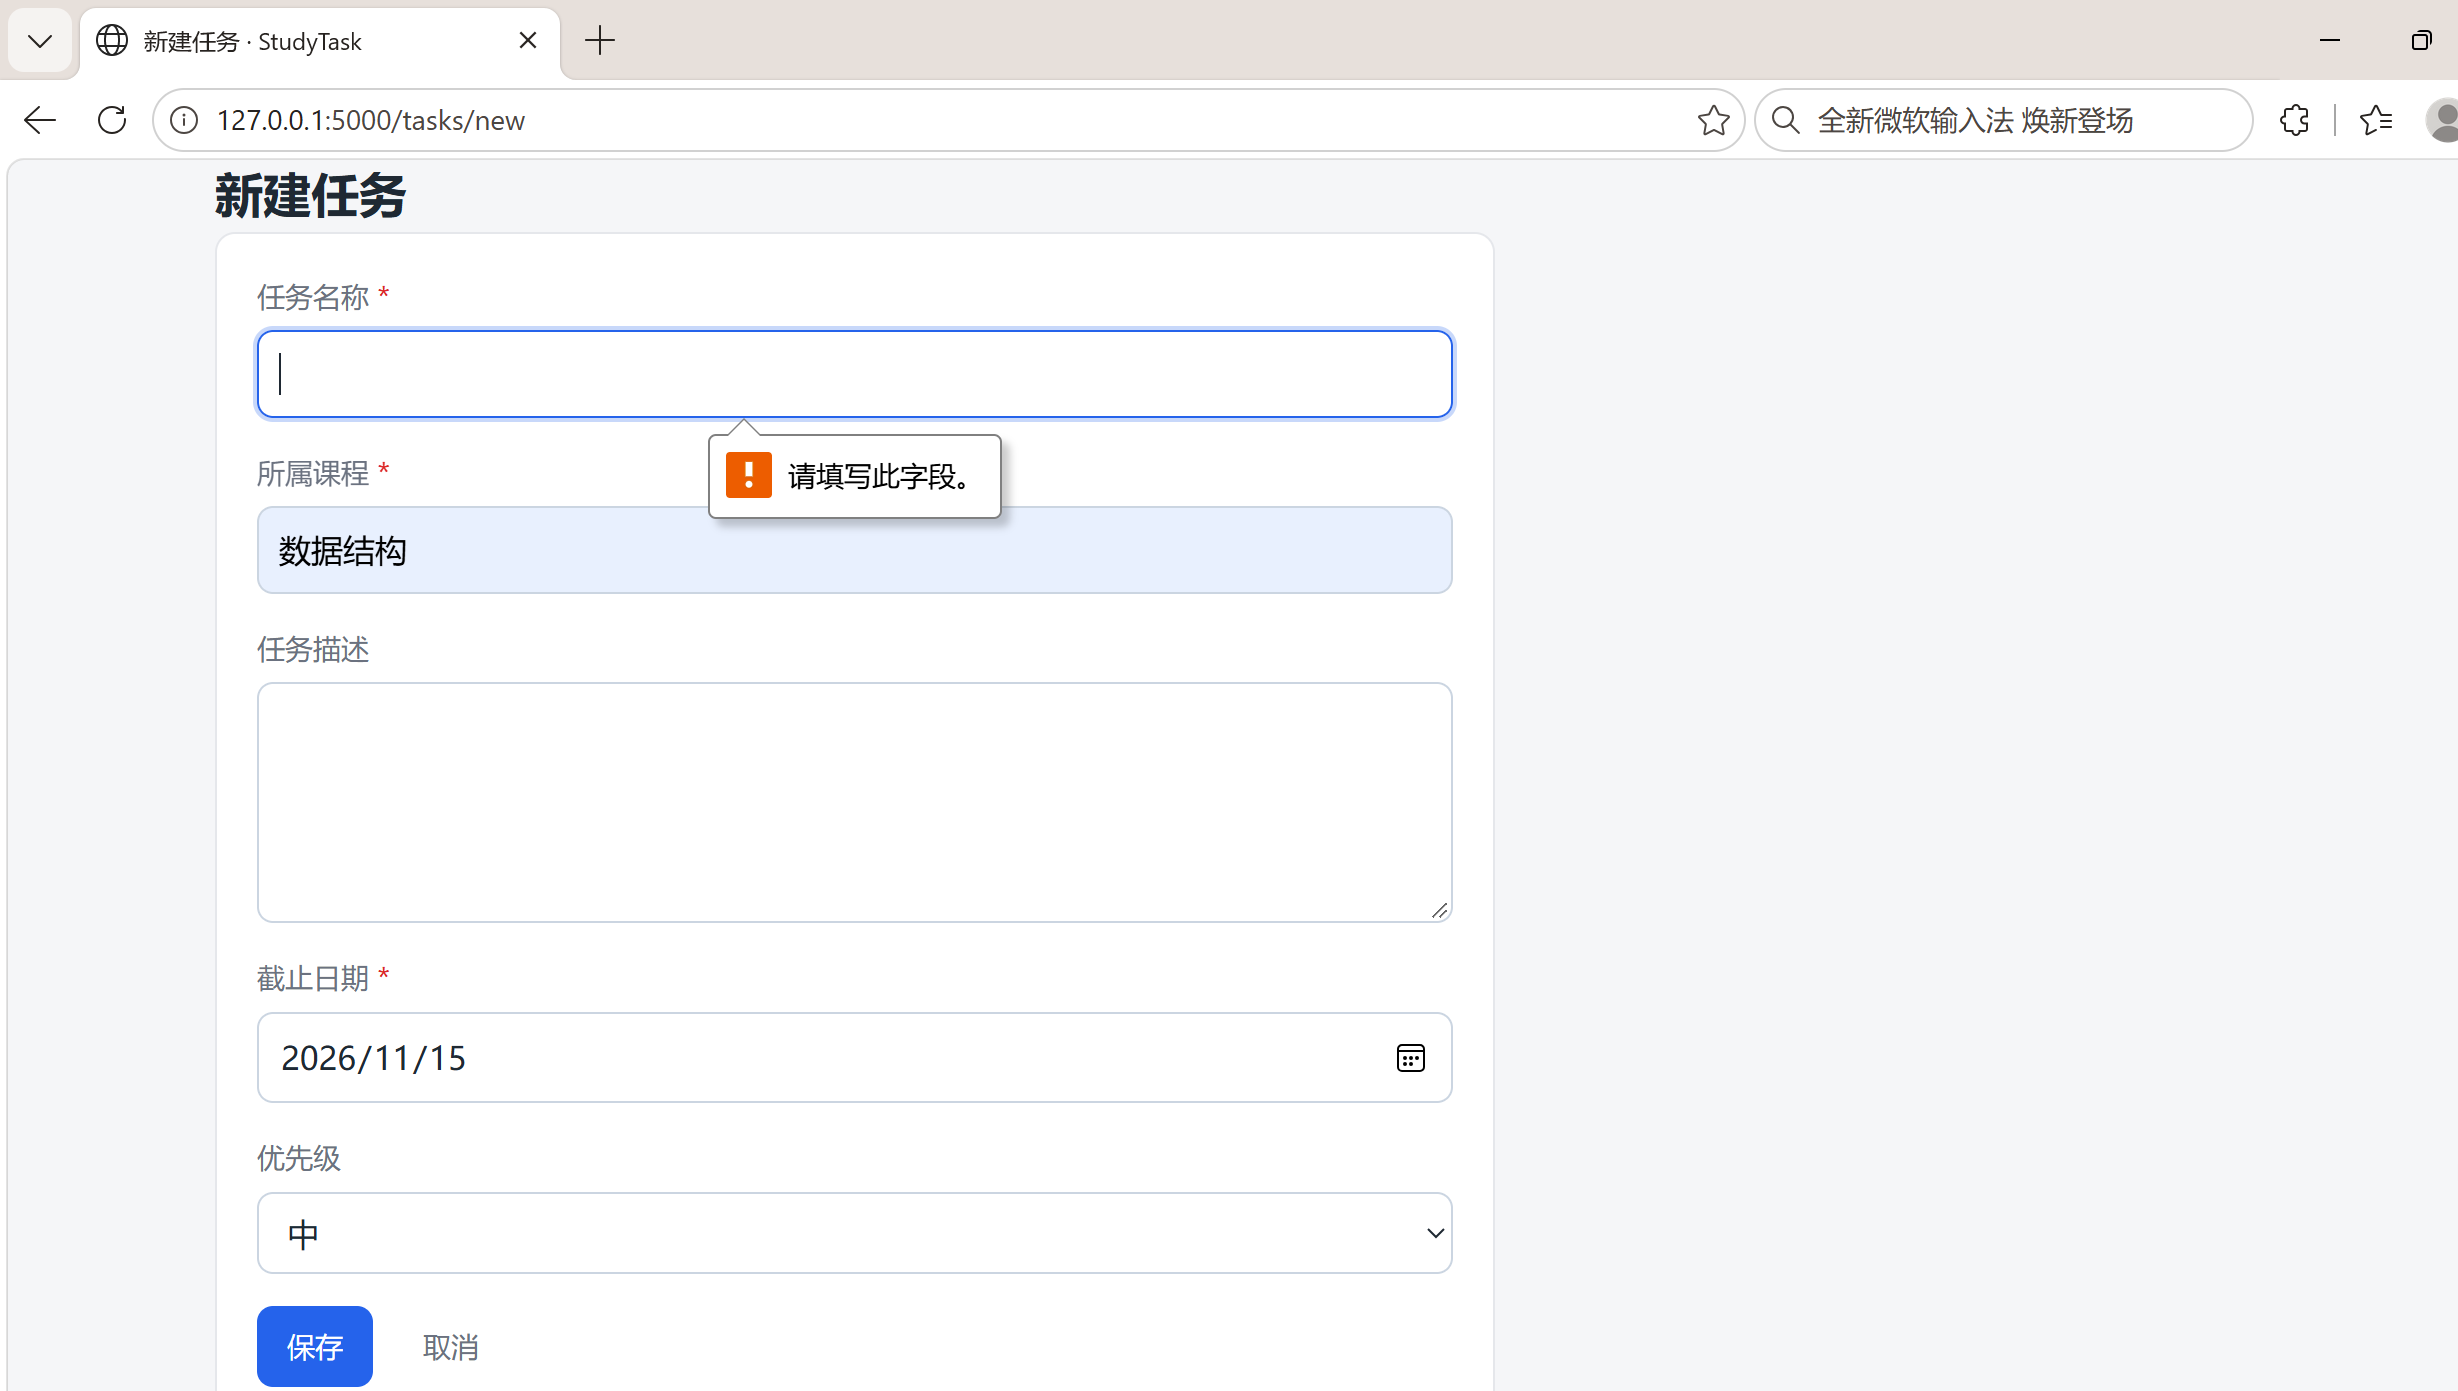 新建任务 · StudyTask
127.0.0.1:5000/tasks/new
全新微软输入法 焕新登场
新建任务
任务名称 *
请填写此字段。
所属课程 *
数据结构
任务描述
截止日期 *
2026/11/15
优先级
中
保存
取消